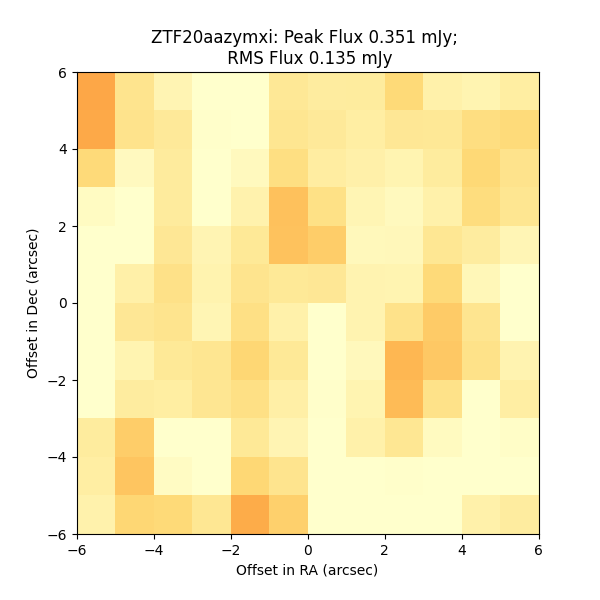 ZTF20aazymxi: Peak Flux 0.351 mJy;
RMS Flux 0.135 mJy
6
4
2
0
−2
−4
−6
Offset in Dec (arcsec)
−6 −4 −2 0 2 4 6
Offset in RA (arcsec)